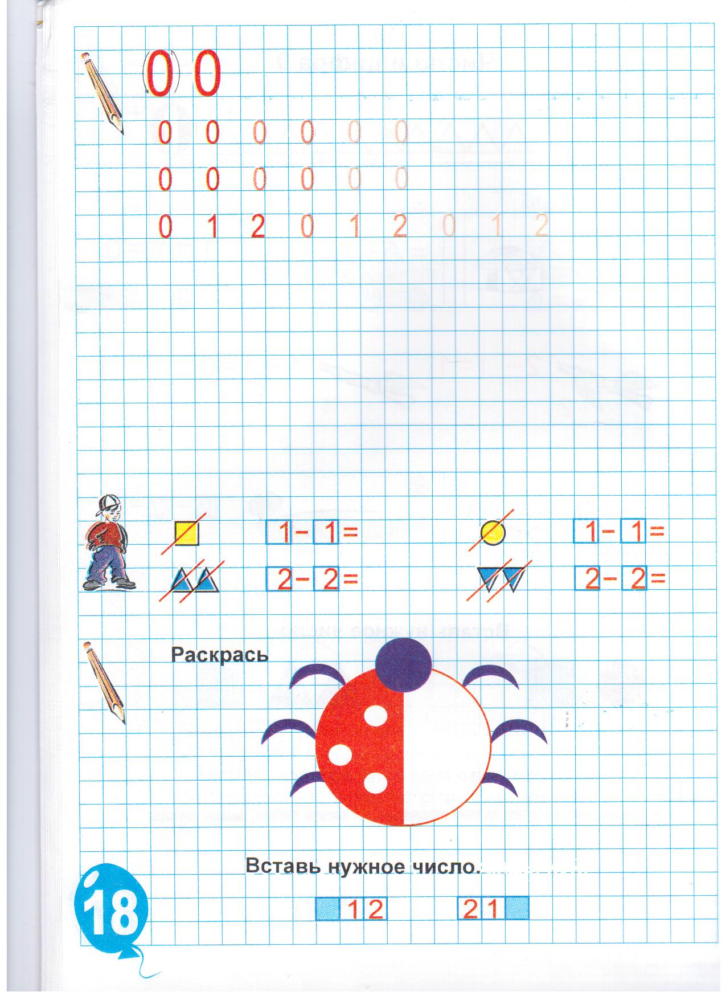 0 0
0 0 0 0 0 0
0 0 0 0 0 0
0 1 2 0 1 2 0 1 2
1 - 1 = 1 - 1 =
2 - 2 = 2 - 2 =
Раскрась
Вставь нужное число.
1 2 2 1
18